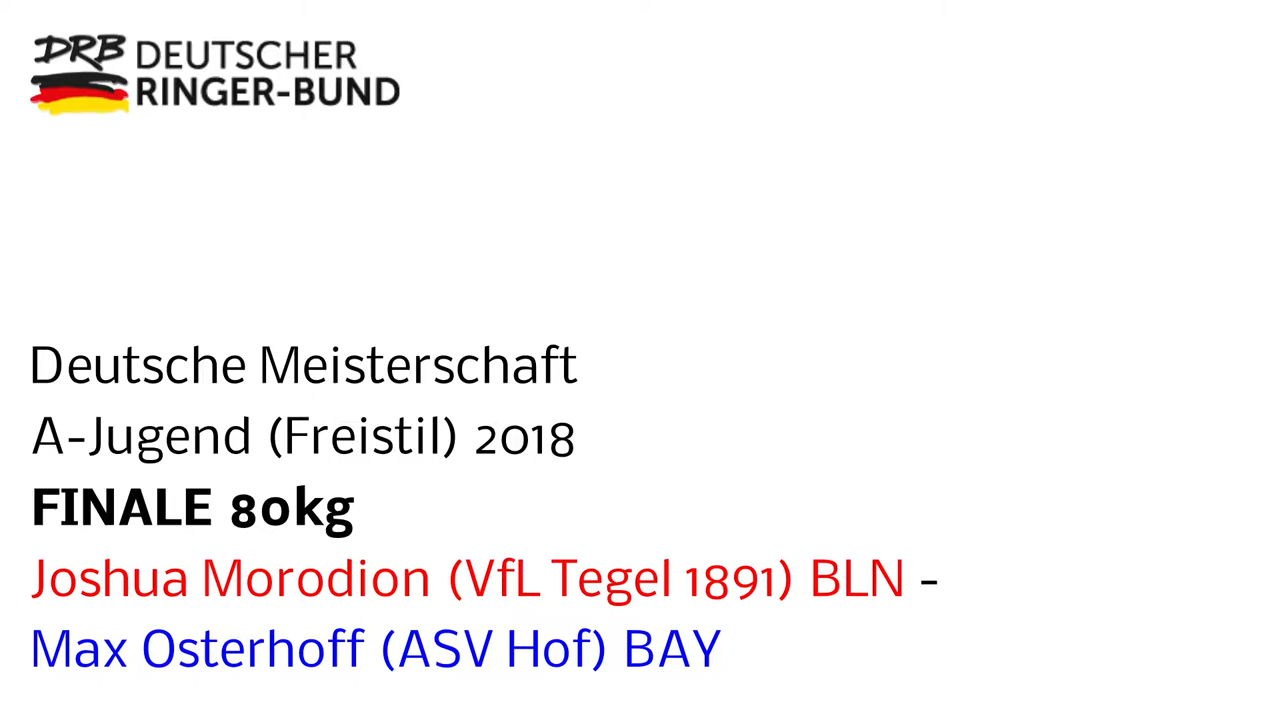 DRB DEUTSCHER
RINGER-BUND
Deutsche Meisterschaft
A-Jugend (Freistil) 2018
FINALE 80kg
Joshua Morodion (VfL Tegel 1891) BLN -
Max Osterhoff (ASV Hof) BAY